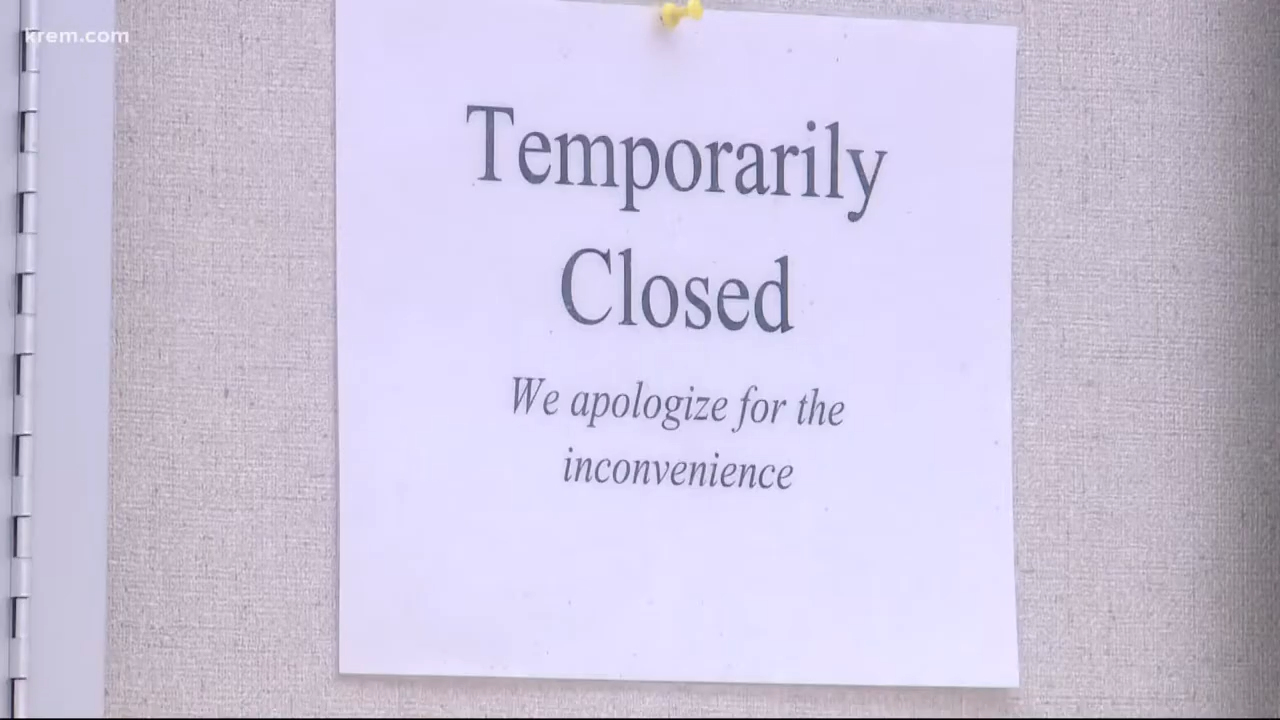 krem.com
Temporarily
Closed
We apologize for the
inconvenience